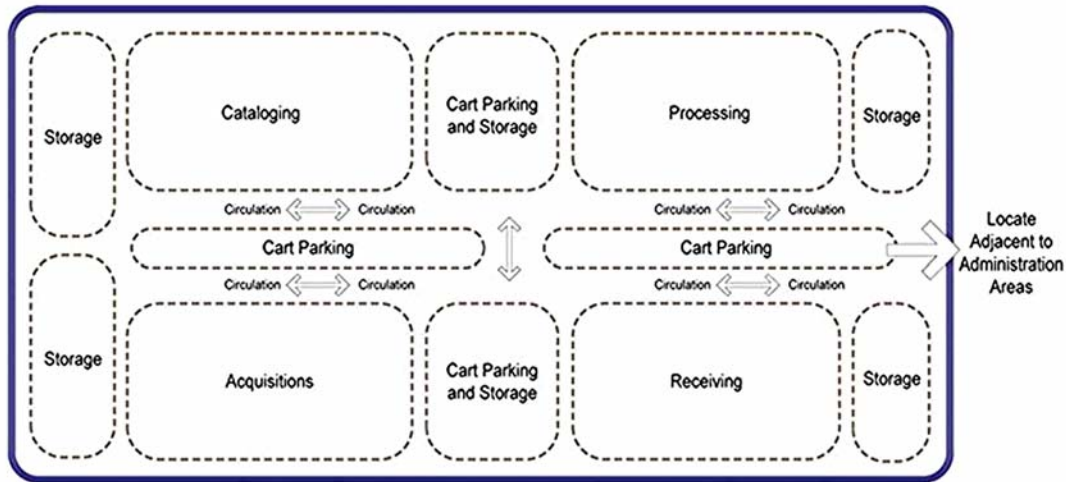 Storage
Cataloging
Cart Parking
and Storage
Processing
Storage
Circulation
Circulation
Circulation
Circulation
Cart Parking
Cart Parking
Locate
Adjacent to
Administration
Areas
Circulation
Circulation
Circulation
Circulation
Storage
Acquisitions
Cart Parking
and Storage
Receiving
Storage